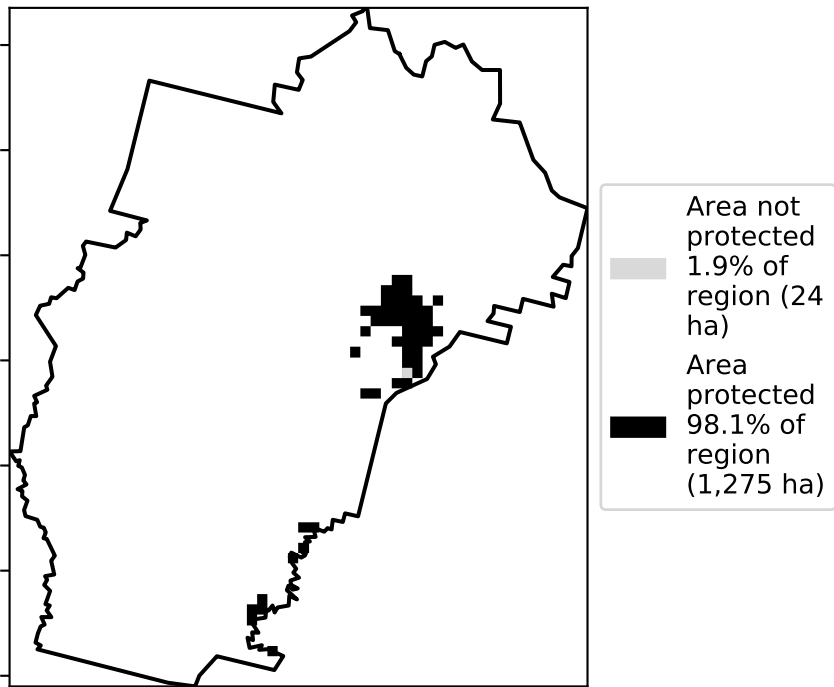 Area not
protected
1.9% of
region (24
ha)
Area
protected
98.1% of
region
(1,275 ha)